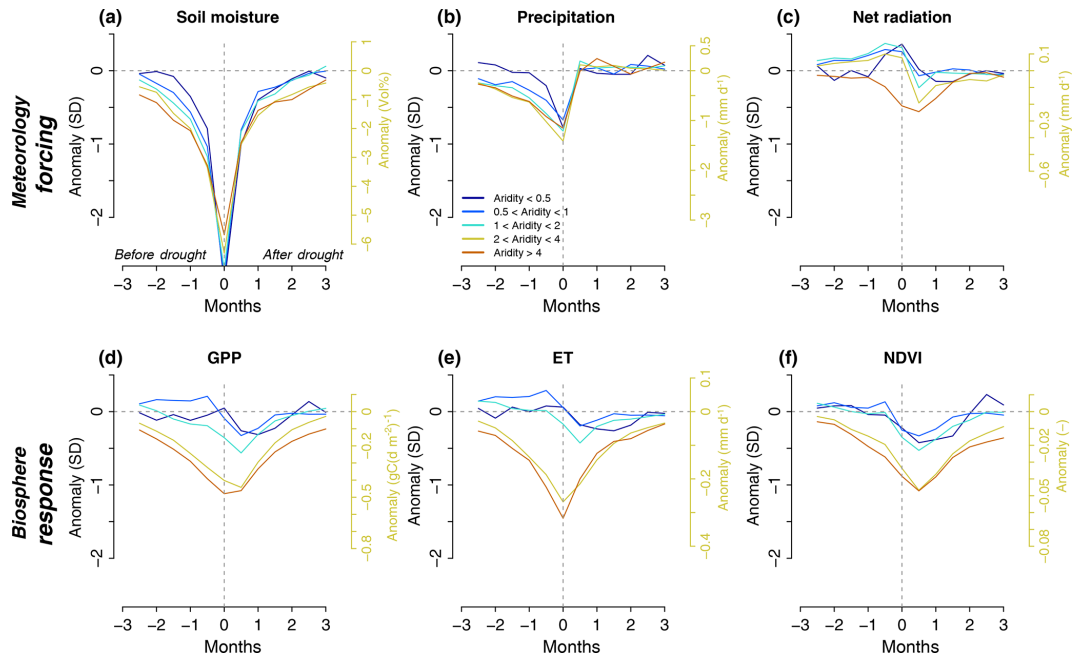 (a) Soil moisture
(b) Precipitation
(c) Net radiation
Meteorology
forcing
Anomaly (SD)
0
−1
−2
Before drought
After drought
−3 −2 −1 0 1 2 3
Months
1
0
−1
−2
−3
−4
−5
−6
Anomaly (Vol%)
Anomaly (SD)
0
−1
−2
Aridity < 0.5
0.5 < Aridity < 1
1 < Aridity < 2
2 < Aridity < 4
Aridity > 4
−3 −2 −1 0 1 2 3
Months
0.5
0
−1
−2
−3
Anomaly (mm d⁻¹)
Anomaly (SD)
0
−1
−2
−3 −2 −1 0 1 2 3
Months
0.1
−0.3
−0.6
Anomaly (mm d⁻¹)
(d) GPP
(e) ET
(f) NDVI
Biosphere
response
Anomaly (SD)
0
−1
−2
−3 −2 −1 0 1 2 3
Months
0
−0.2
−0.5
−0.8
Anomaly (gC(d m⁻²)⁻¹)
Anomaly (SD)
0
−1
−2
−3 −2 −1 0 1 2 3
Months
0.1
0
−0.2
−0.4
Anomaly (mm d⁻¹)
Anomaly (SD)
0
−1
−2
−3 −2 −1 0 1 2 3
Months
0
−0.02
−0.05
−0.08
Anomaly (−)